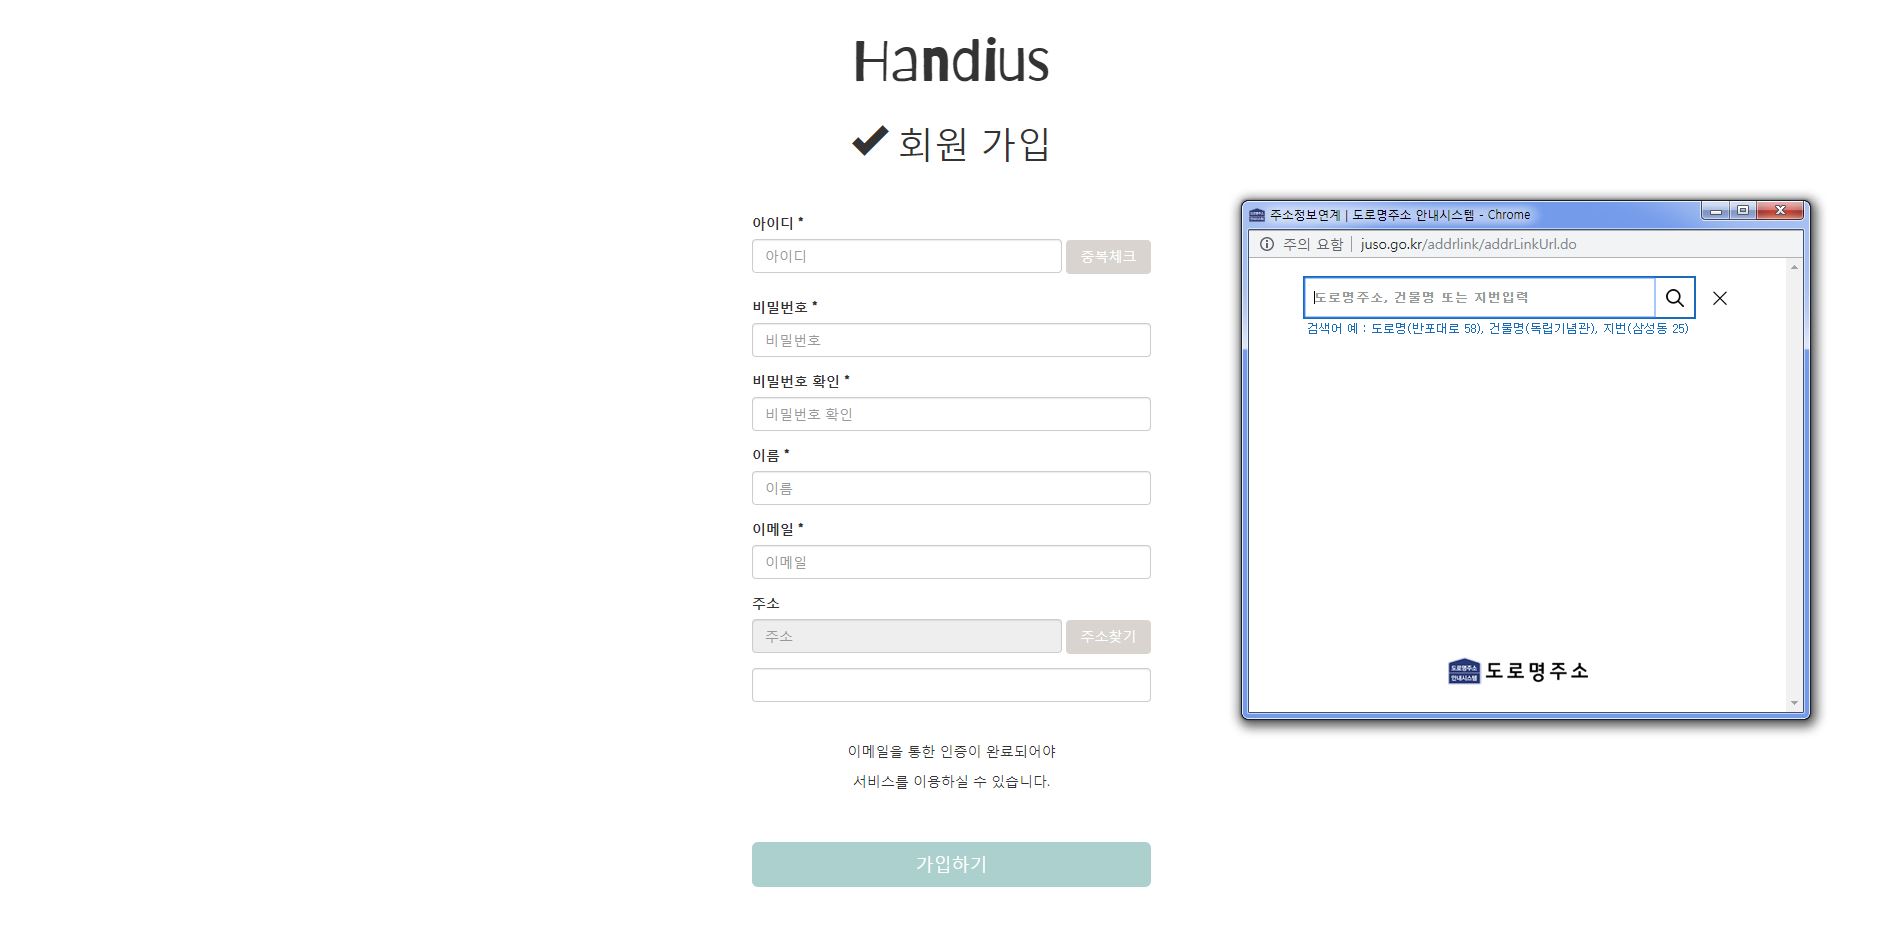 Handius
회원 가입
아이디 *
아이디
중복체크
비밀번호 *
비밀번호
비밀번호 확인 *
비밀번호 확인
이름 *
이름
이메일 *
이메일
주소
주소
주소찾기
이메일을 통한 인증이 완료되어야
서비스를 이용하실 수 있습니다.
가입하기
주소정보연계 | 도로명주소 안내시스템 - Chrome
주의 요함 | juso.go.kr/addrlink/addrLinkUrl.do
도로명주소, 건물명 또는 지번입력
검색어 예 : 도로명(반포대로 58), 건물명(독립기념관), 지번(삼성동 25)
도로명주소
안내시스템
도로명주소